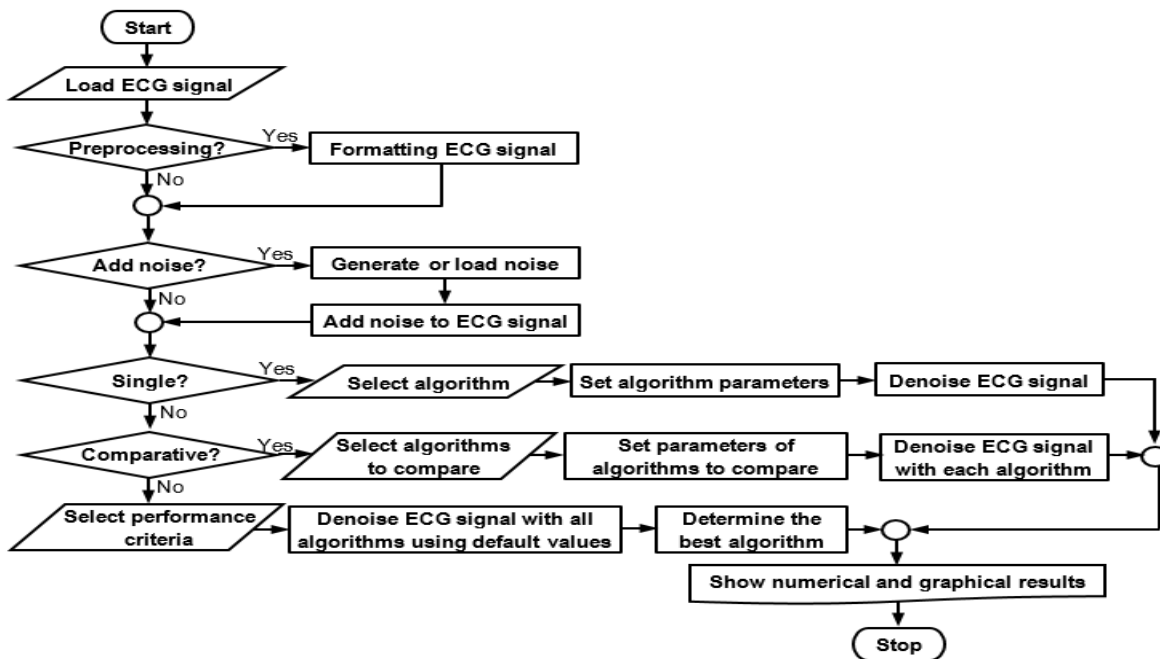 Start
Load ECG signal
Preprocessing?
Yes
Formatting ECG signal
No
Add noise?
Yes
Generate or load noise
No
Add noise to ECG signal
Single?
Yes
Select algorithm
Set algorithm parameters
Denoise ECG signal
No
Comparative?
Yes
Select algorithms
to compare
Set parameters of
algorithms to compare
Denoise ECG signal
with each algorithm
No
Select performance
criteria
Denoise ECG signal with all
algorithms using default values
Determine the
best algorithm
Show numerical and graphical results
Stop